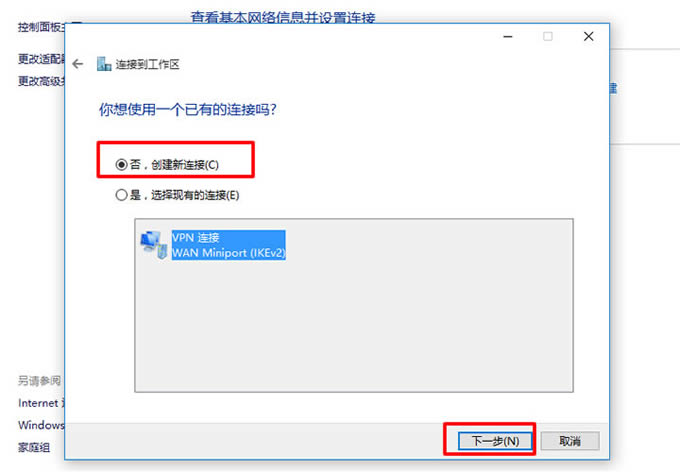 查看基本网络信息并设置连接
控制面板主
更改适配器
更改高级
连接到工作区
你想使用一个已有的连接吗?
否，创建新连接(C)
是，选择现有的连接(E)
VPN 连接
WAN Miniport (IKEv2)
另请参阅
Internet
Windows
家庭组
下一步(N)
取消